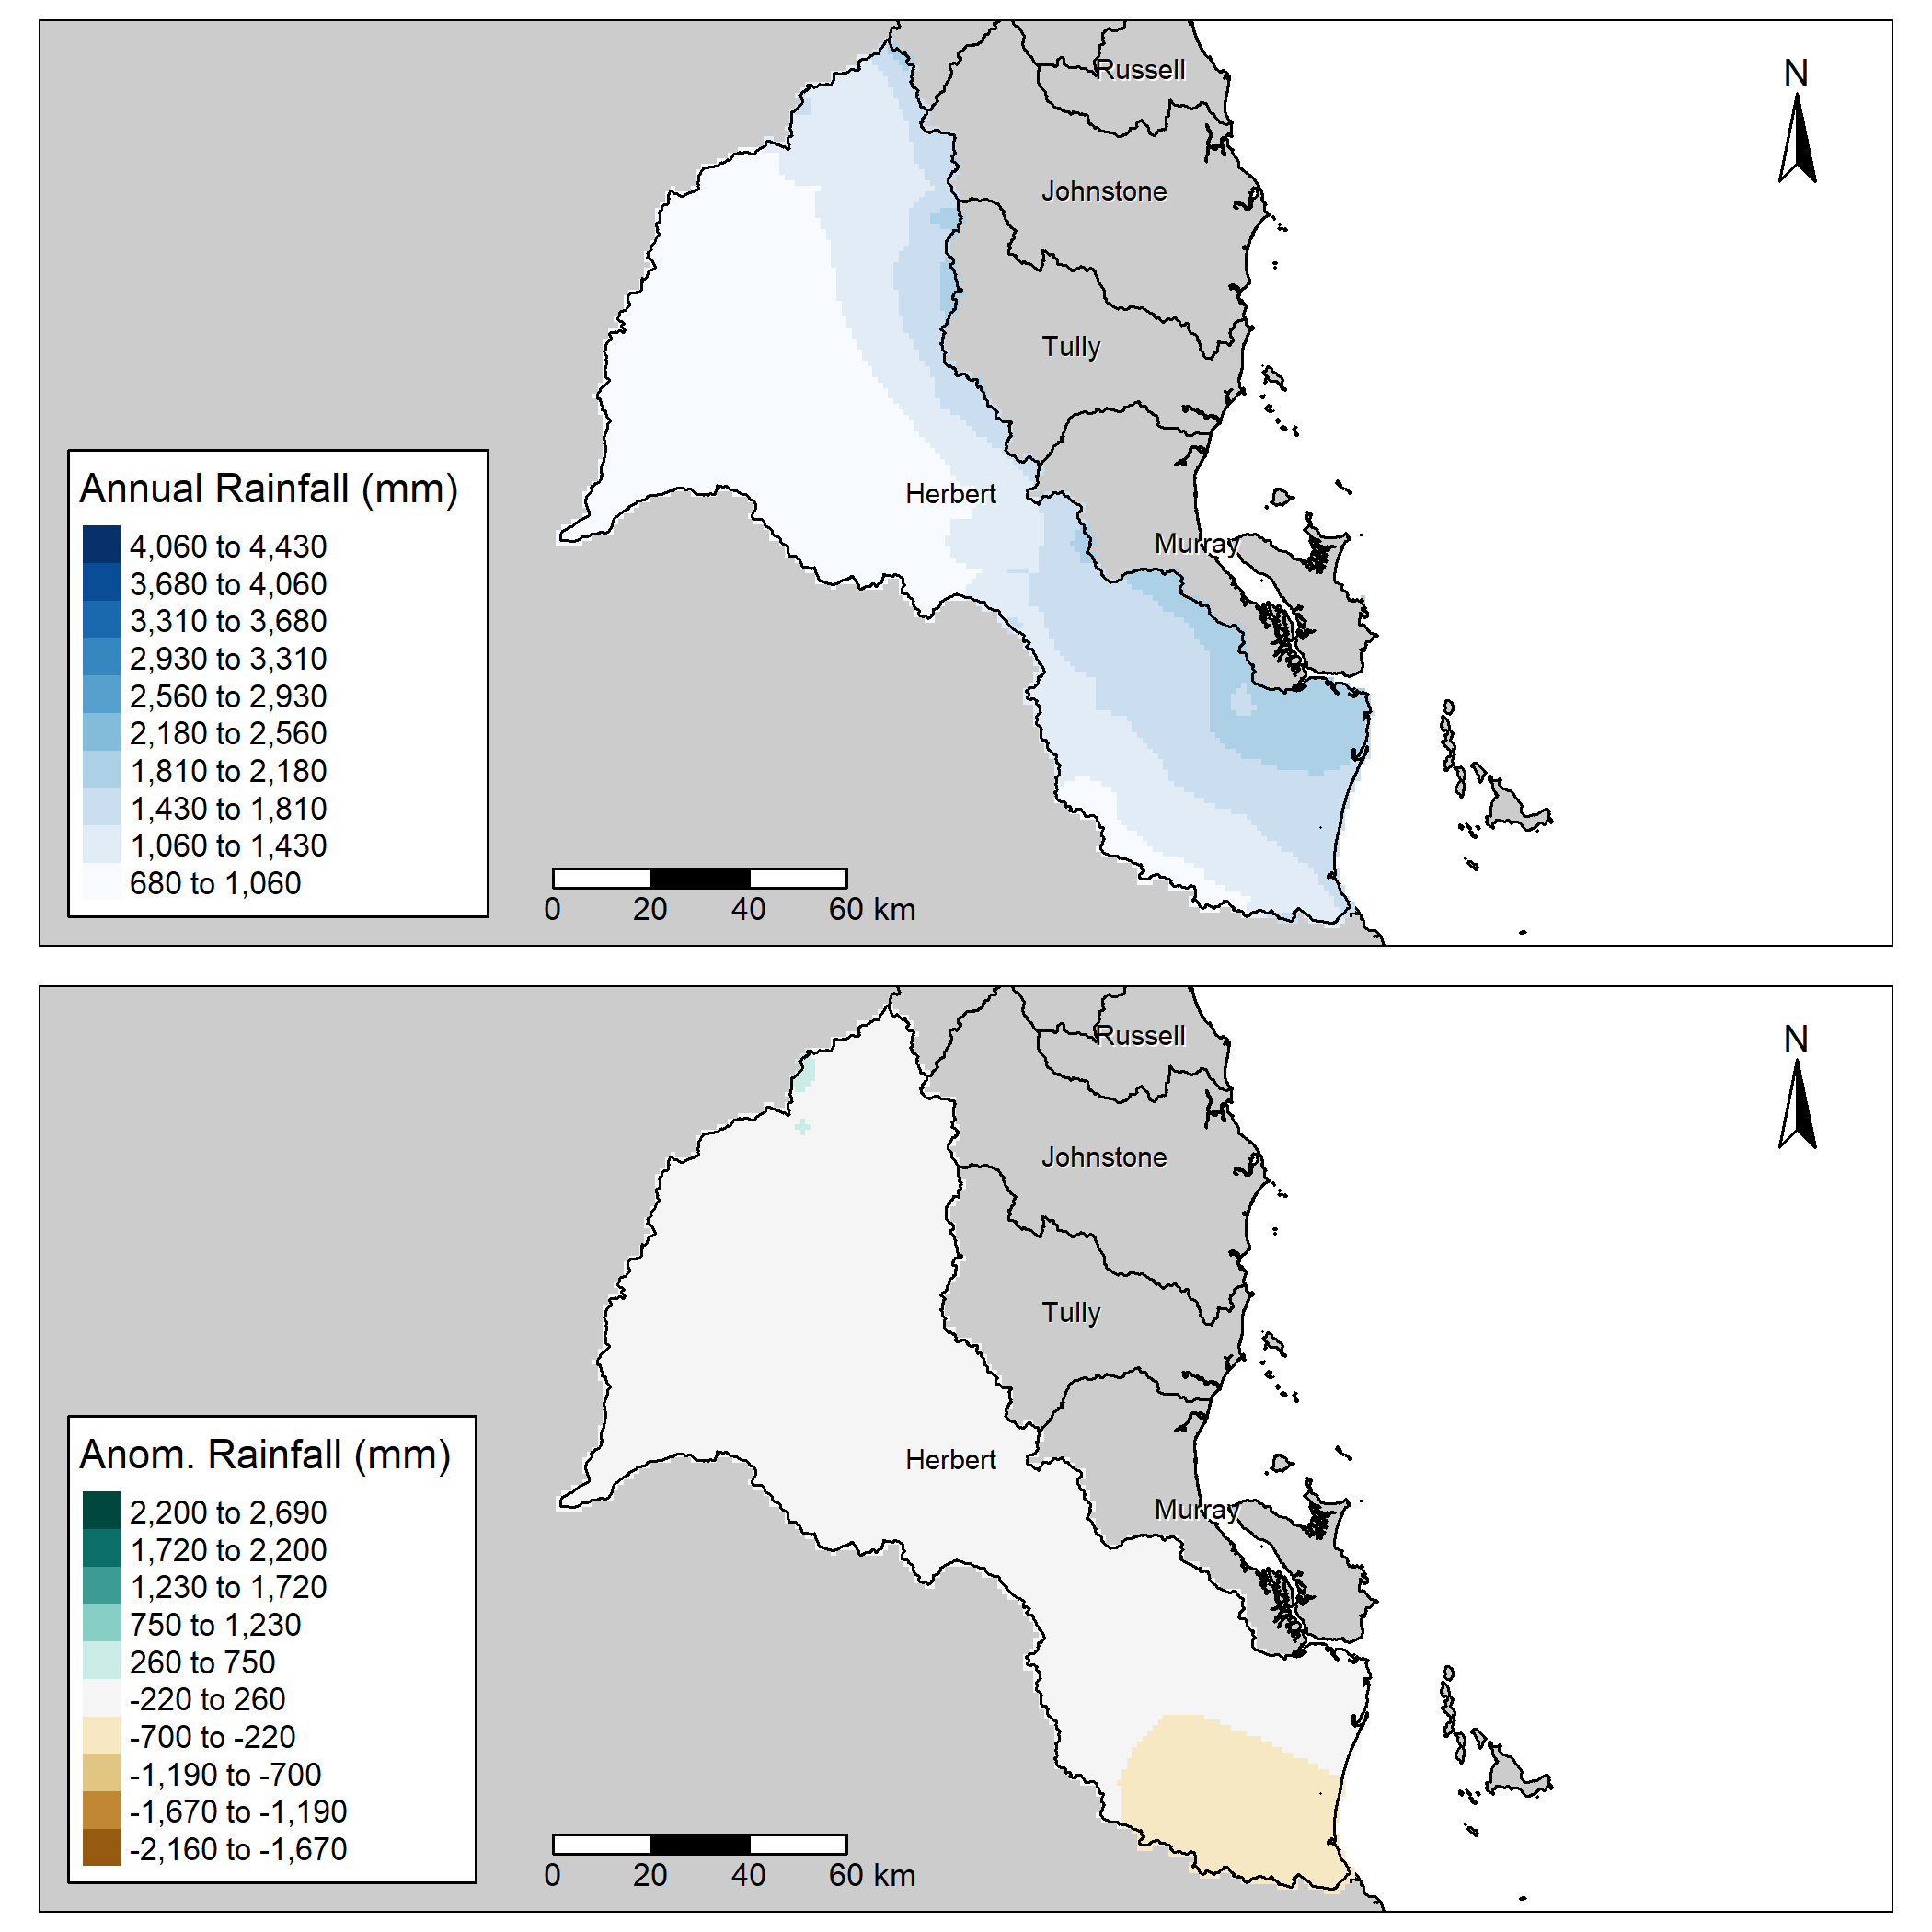 Russell
N
Johnstone
Tully
Herbert
Murray
Annual Rainfall (mm)
4,060 to 4,430
3,680 to 4,060
3,310 to 3,680
2,930 to 3,310
2,560 to 2,930
2,180 to 2,560
1,810 to 2,180
1,430 to 1,810
1,060 to 1,430
680 to 1,060
0 20 40 60 km
Russell
N
Johnstone
Tully
Herbert
Murray
Anom. Rainfall (mm)
2,200 to 2,690
1,720 to 2,200
1,230 to 1,720
750 to 1,230
260 to 750
-220 to 260
-700 to -220
-1,190 to -700
-1,670 to -1,190
-2,160 to -1,670
0 20 40 60 km